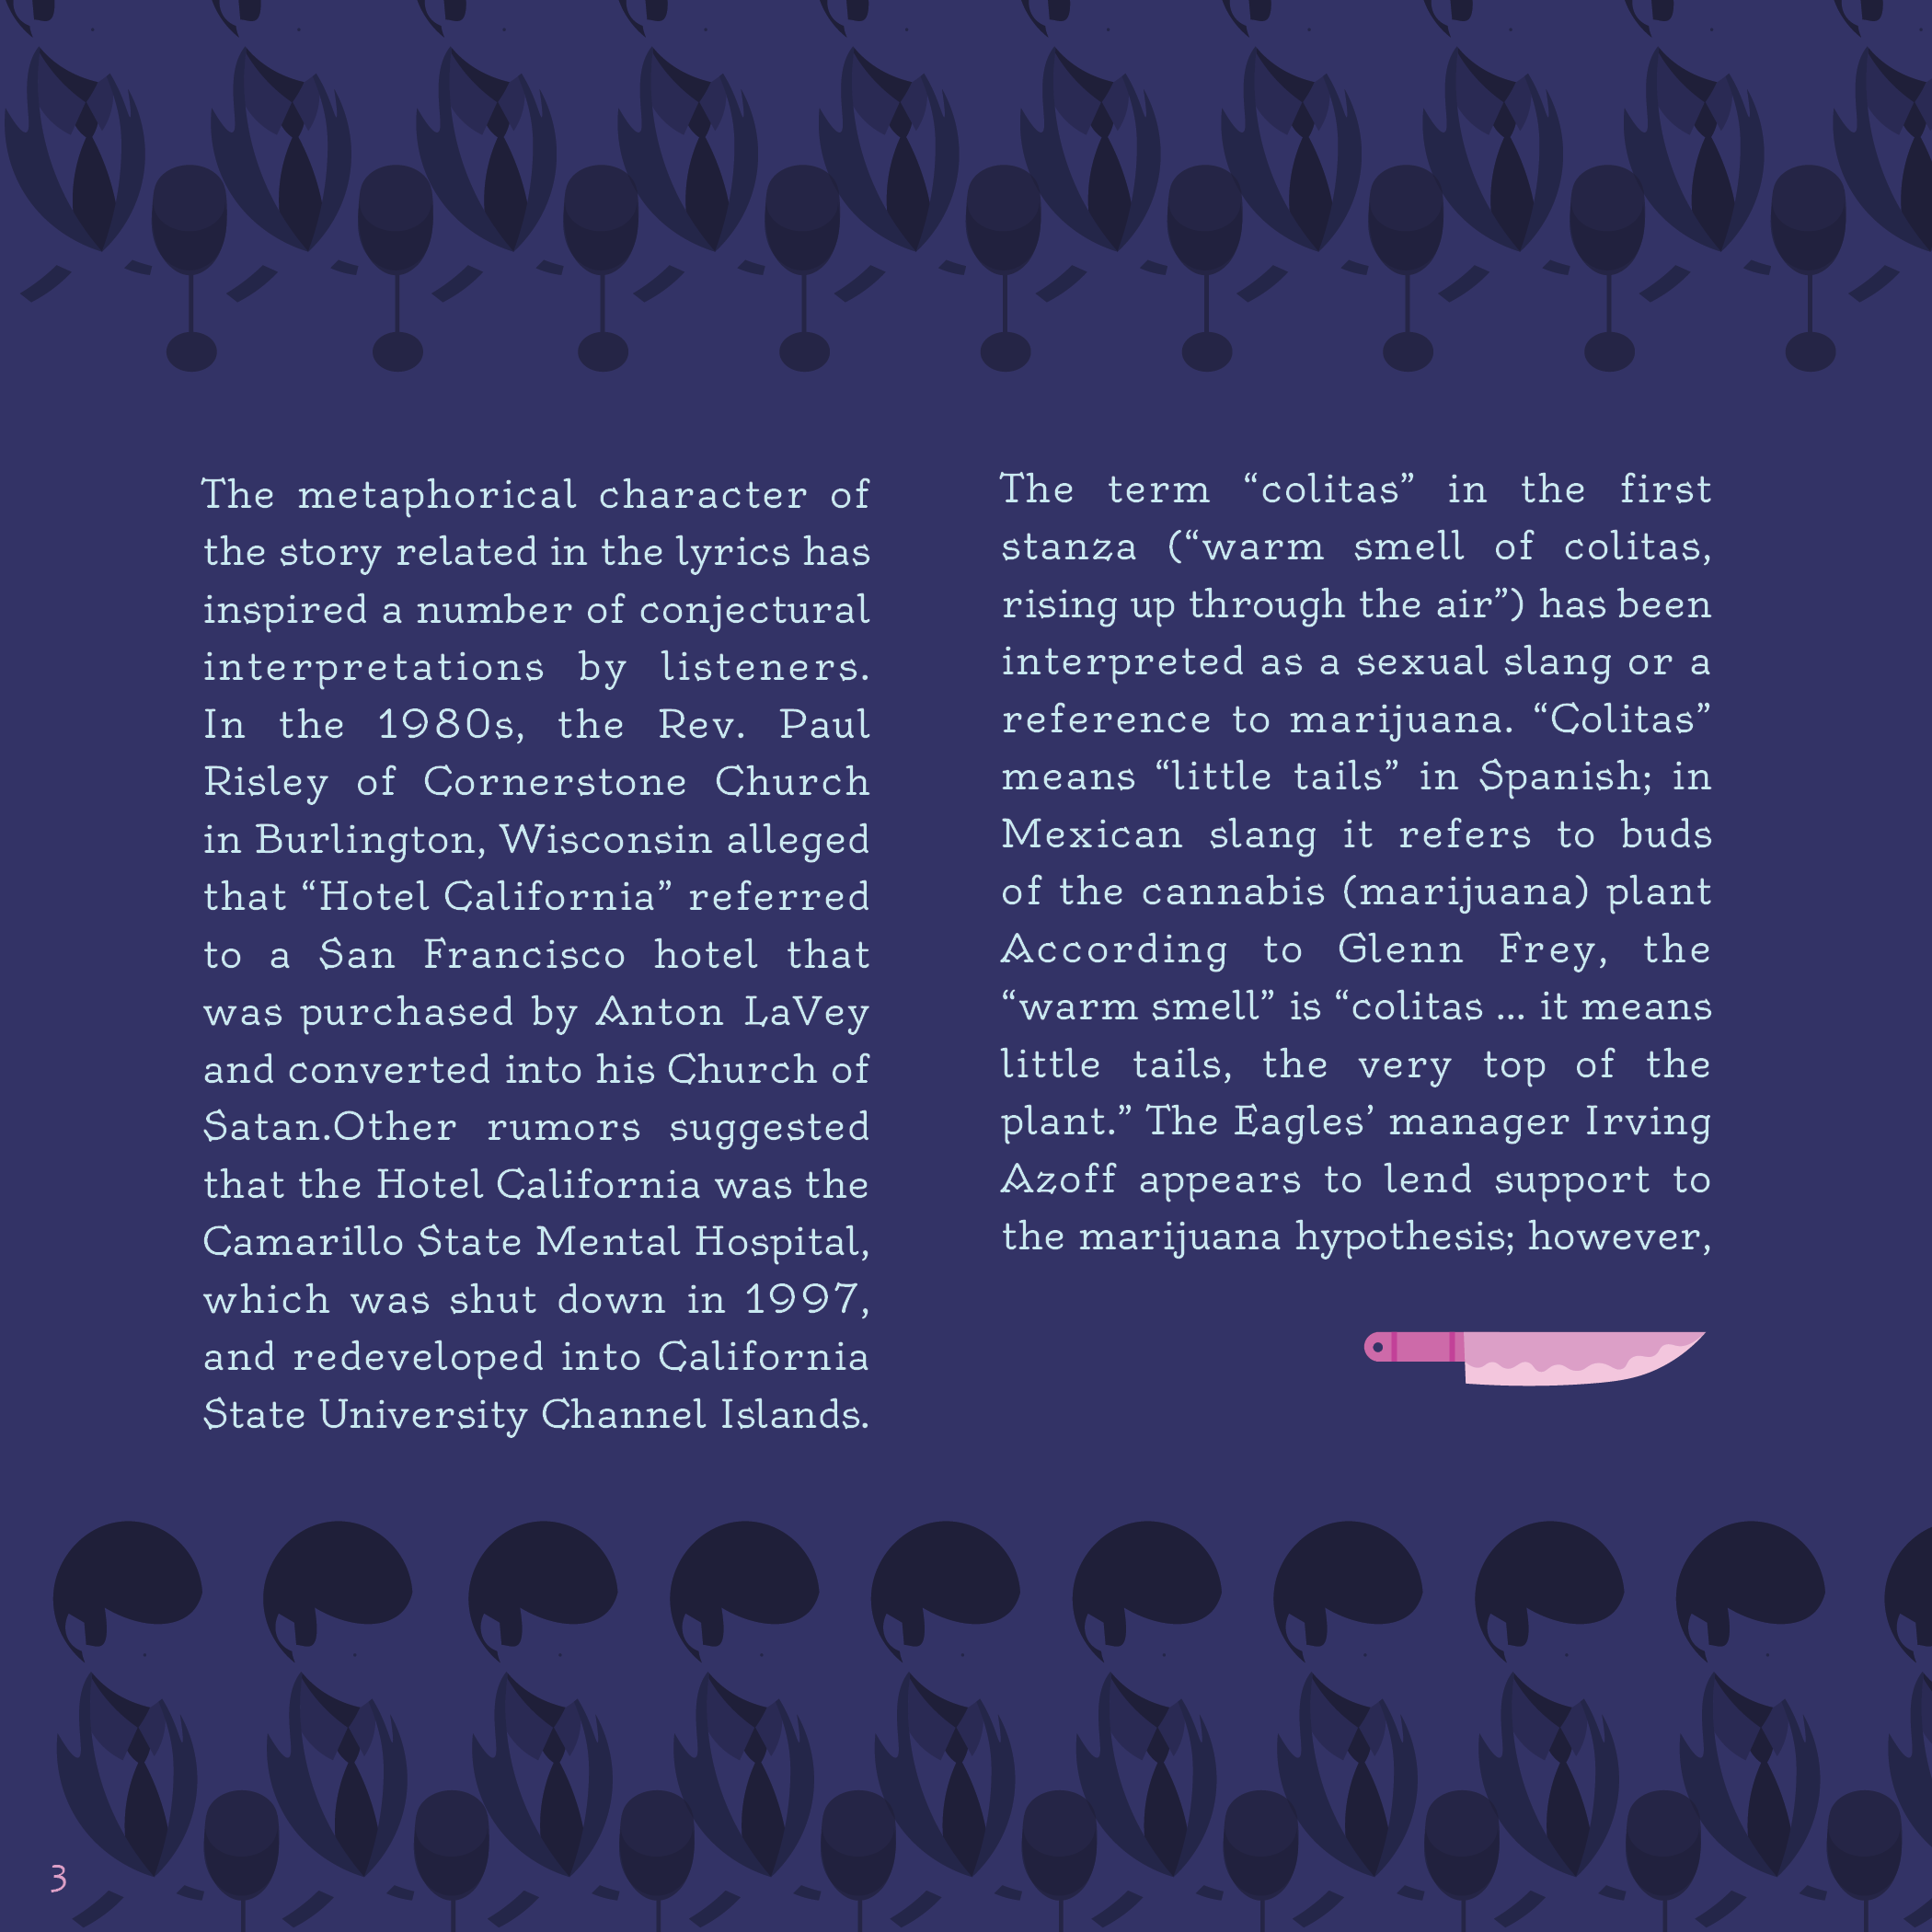 The metaphorical character of
the story related in the lyrics has
inspired a number of conjectural
interpretations by listeners.
In the 1980s, the Rev. Paul
Risley of Cornerstone Church
in Burlington, Wisconsin alleged
that “Hotel California” referred
to a San Francisco hotel that
was purchased by Anton LaVey
and converted into his Church of
Satan.Other rumors suggested
that the Hotel California was the
Camarillo State Mental Hospital,
which was shut down in 1997,
and redeveloped into California
State University Channel Islands.
The term “colitas” in the first
stanza (“warm smell of colitas,
rising up through the air”) has been
interpreted as a sexual slang or a
reference to marijuana. “Colitas”
means “little tails” in Spanish; in
Mexican slang it refers to buds
of the cannabis (marijuana) plant
According to Glenn Frey, the
“warm smell” is “colitas ... it means
little tails, the very top of the
plant.” The Eagles’ manager Irving
Azoff appears to lend support to
the marijuana hypothesis; however,
3